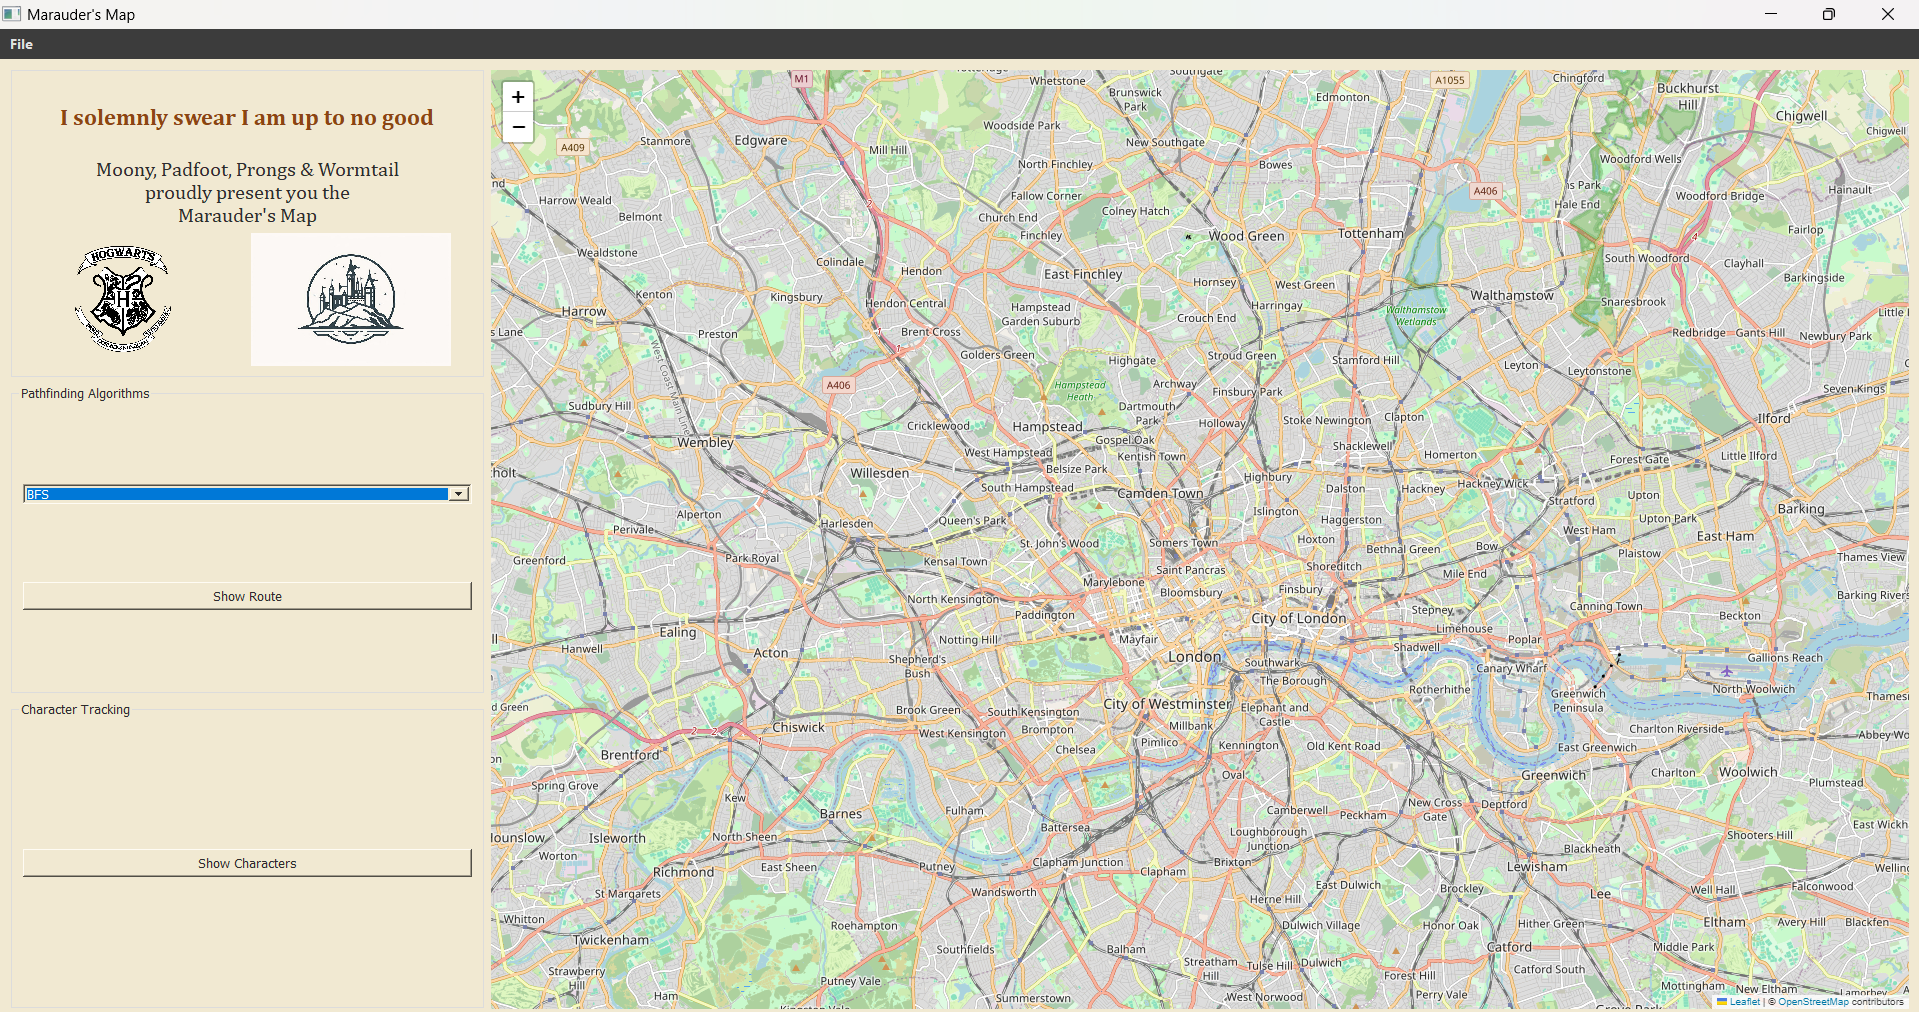 Marauder's Map
File
I solemnly swear I am up to no good
Moony, Padfoot, Prongs & Wormtail
proudly present you the
Marauder's Map
HOGWARTS
H
Pathfinding Algorithms
BFS
Show Route
Character Tracking
Show Characters
+
−
M1
Whetstone
Southgate
A1055
Chingford
Brunswick
Park
Edmonton
Buckhurst
Hill
Chigwell
Chigwell
Woodside Park
Stanmore
Edgware
A409
Mill Hill
New Southgate
North Finchley
Bowes
Woodford Wells
A406
Hainault
Harrow Weald
Fallow Corner
Woodford Bridge
Hale End
Belmont
Church End
Colney Hatch
Finchley
Wood Green
Tottenham
Fairlop
Wealdstone
Colindale
Hendon
East Finchley
South Woodford
Clayhall
Barkingside
Kenton
Kingsbury
Hornsey
West Green
Walthamstow
Snaresbrook
Harrow
Hendon Central
Hampstead
Garden Suburb
Harringay
Crouch End
Walthamstow
Wetlands
Preston
Brent Cross
Redbridge
Gants Hill
Newbury Park
Golders Green
Highgate
Stroud Green
Stamford Hill
Leyton
Leytonstone
West Coast Main Line
A406
Hampstead
Heath
Archway
Finsbury Park
Seven Kings
Sudbury Hill
Dartmouth
Park
Holloway
Stoke Newington
Clapton
Ilford
Cricklewood
Hampstead
Wembley
Gospel Oak
Kentish Town
Shacklewell
Homerton
West Hampstead
Belsize Park
Forest Gate
Little Ilford
Willesden
South Hampstead
Camden Town
Highbury
Dalston
Hackney
Hackney Wick
Stratford
Upton
Alperton
Islington
Barking
Perivale
Harlesden
Queen's Park
Haggerston
Upton Park
West Ham
East Ham
Greenford
Park Royal
Kensal Town
St. John's Wood
Somers Town
Hoxton
Bethnal Green
Bow
Plaistow
Thames View
Saint Pancras
Shoreditch
Mile End
Marylebone
Bloomsbury
Finsbury
North Kensington
Paddington
Stepney
Canning Town
Beckton
City of London
Ealing
Notting Hill
Mayfair
Limehouse
Poplar
Hanwell
Acton
Shepherd's
Bush
London
Southwark
Shadwell
Canary Wharf
Gallions Reach
The Borough
Rotherhithe
Greenwich
Peninsula
North Woolwich
Brook Green
South Kensington
City of Westminster
Elephant and
Castle
Chiswick
West Kensington
Brompton
Millbank
Charlton Riverside
Brentford
Chelsea
Pimlico
Kennington
Old Kent Road
East Greenwich
Oval
Greenwich
Charlton
Woolwich
Plumstead
Spring Grove
Kew
Barnes
Fulham
Camberwell
Peckham
New Cross
Gate
Deptford
Isleworth
North Sheen
Battersea
Loughborough
Junction
Shooters Hill
Worton
Blackheath
Richmond
East Sheen
Putney
Clapham Junction
Clapham
Brixton
Lewisham
St Margarets
Wandsworth
East Dulwich
Brockley
Lee
Well Hall
Falconwood
Herne Hill
Whitton
Roehampton
Dulwich Village
Honor Oak
Hither Green
Eltham
Avery Hill
Blackfen
Twickenham
Southfields
Balham
Catford
Middle Park
Strawberry
Hill
Streatham
Hill
Tulse Hill
Dulwich
Forest Hill
Catford South
Putney Vale
Mottingham
New Eltham
Ham
Summerstown
West Norwood
Perry Vale
Leaflet | © OpenStreetMap contributors